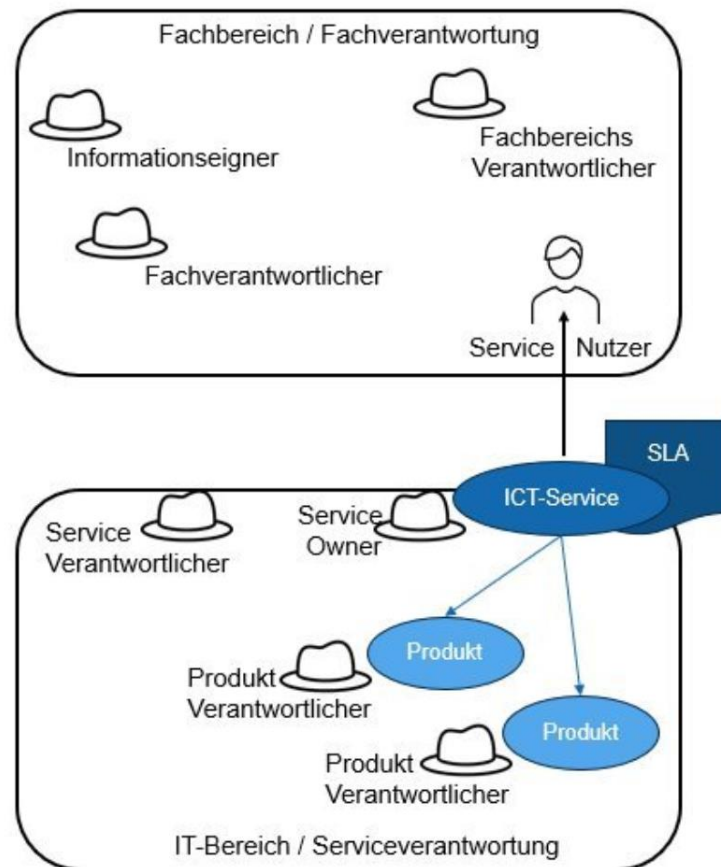 Fachbereich / Fachverantwortung
Informationseigner
Fachbereichs
Verantwortlicher
Fachverantwortlicher
Service Nutzer
SLA
ICT-Service
Service
Verantwortlicher
Service
Owner
Produkt
Produkt
Verantwortlicher
Produkt
Produkt
Verantwortlicher
IT-Bereich / Serviceverantwortung